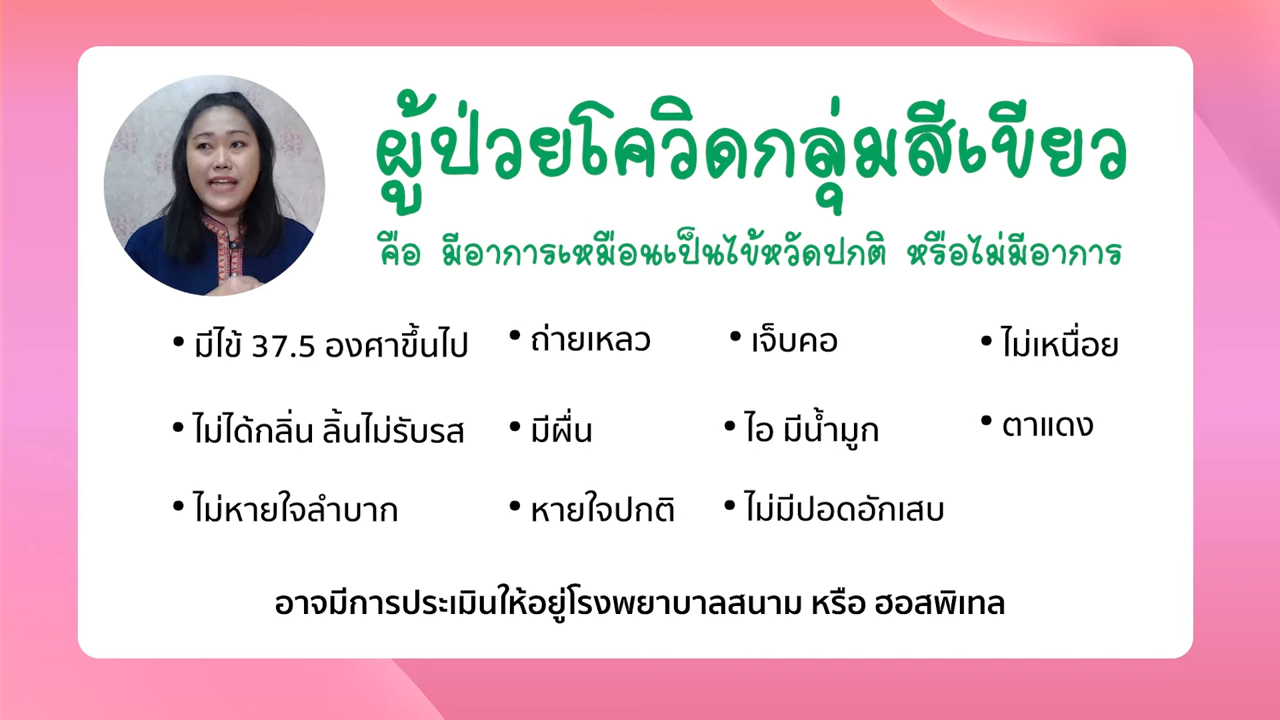 ผู้ป่วยโควิดกลุ่มสีเขียว
คือ มีอาการเหมือนเป็นไข้หวัดปกติ หรือไม่มีอาการ
• มีไข้ 37.5 องศาขึ้นไป • ถ่ายเหลว • เจ็บคอ • ไม่เหนื่อย
• ไม่ได้กลิ่น ลิ้นไม่รับรส • มีผื่น • ไอ มีน้ำมูก • ตาแดง
• ไม่หายใจลำบาก • หายใจปกติ • ไม่มีปอดอักเสบ
อาจมีการประเมินให้อยู่โรงพยาบาลสนาม หรือ ฮอสพิเทล